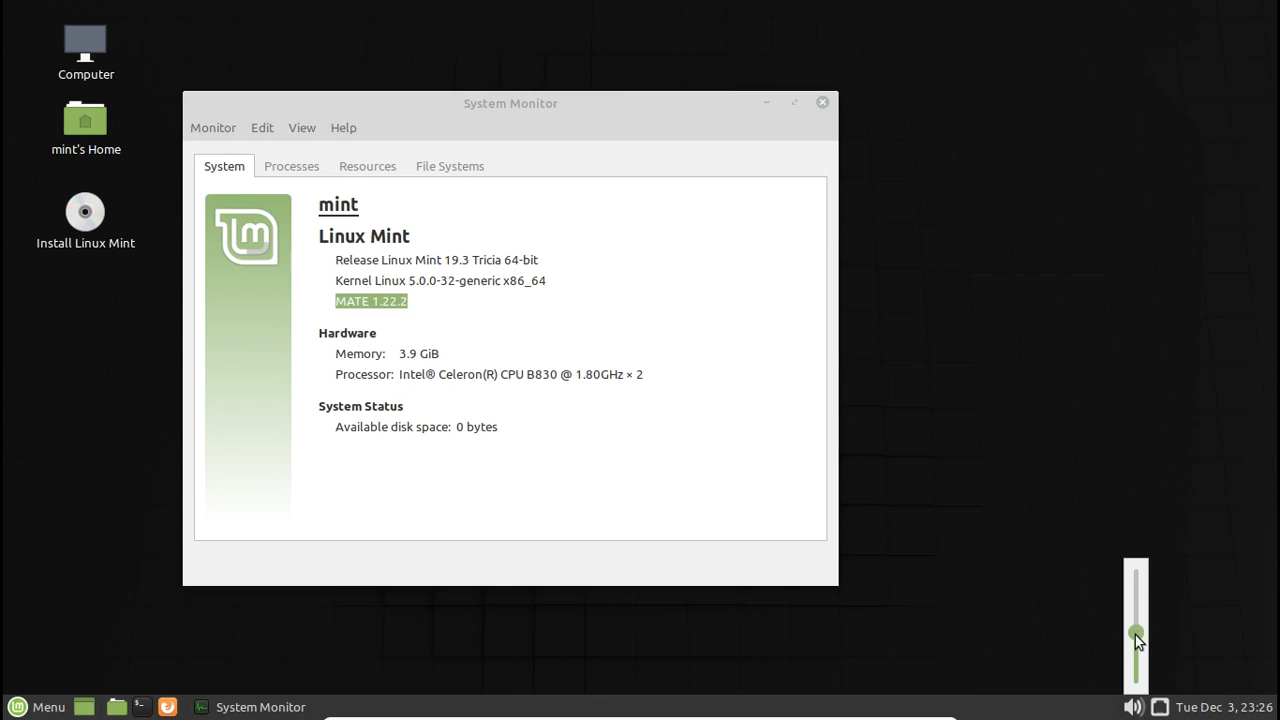 Computer
mint's Home
Install Linux Mint
System Monitor
Monitor Edit View Help
System Processes Resources File Systems
mint
Linux Mint
Release Linux Mint 19.3 Tricia 64-bit
Kernel Linux 5.0.0-32-generic x86_64
MATE 1.22.2
Hardware
Memory: 3.9 GiB
Processor: Intel® Celeron(R) CPU B830 @ 1.80GHz × 2
System Status
Available disk space: 0 bytes
Menu System Monitor Tue Dec 3, 23:26